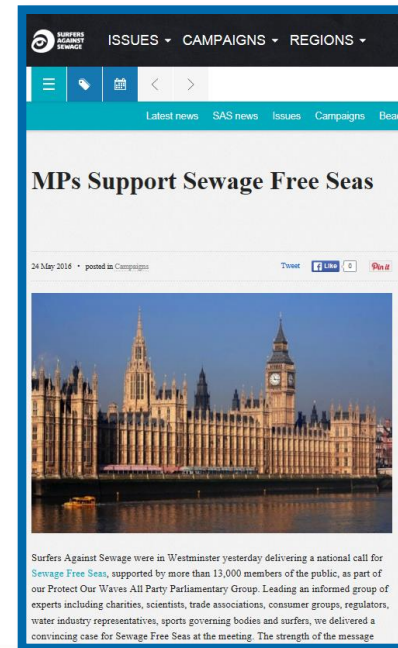 SURFERS
AGAINST
SEWAGE
ISSUES CAMPAIGNS REGIONS
Latest news SAS news Issues Campaigns Bea
MPs Support Sewage Free Seas
24 May 2016 • posted in Campaigns
Tweet Like 0 Pin it
Surfers Against Sewage were in Westminster yesterday delivering a national call for
Sewage Free Seas, supported by more than 13,000 members of the public, as part of
our Protect Our Waves All Party Parliamentary Group. Leading an informed group of
experts including charities, scientists, trade associations, consumer groups, regulators,
water industry representatives, sports governing bodies and surfers, we delivered a
convincing case for Sewage Free Seas at the meeting. The strength of the message